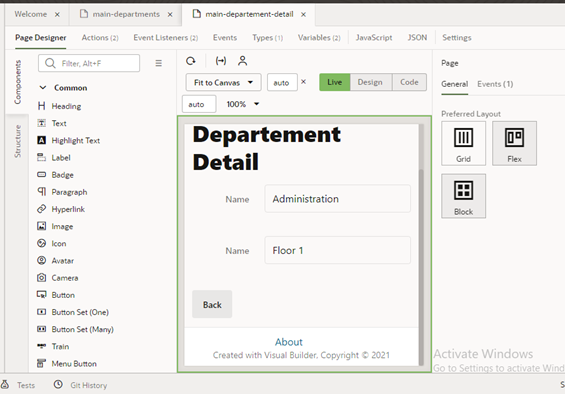 Welcome × main-departments × main-departement-detail ×
Page Designer Actions (2) Event Listeners (2) Events Types (1) Variables (2) JavaScript JSON Settings
Components
Structure
Filter, Alt+F
Common
Heading
Text
Highlight Text
Label
Badge
Paragraph
Hyperlink
Image
Icon
Avatar
Camera
Button
Button Set (One)
Button Set (Many)
Train
Menu Button
Fit to Canvas auto × Live Design Code
auto 100%
Departement
Detail
Name Administration
Name Floor 1
Back
About
Created with Visual Builder, Copyright © 2021
Page
General Events (1)
Preferred Layout
Grid Flex
Block
Activate Windows
Go to Settings to activate Wind
Tests Git History
S